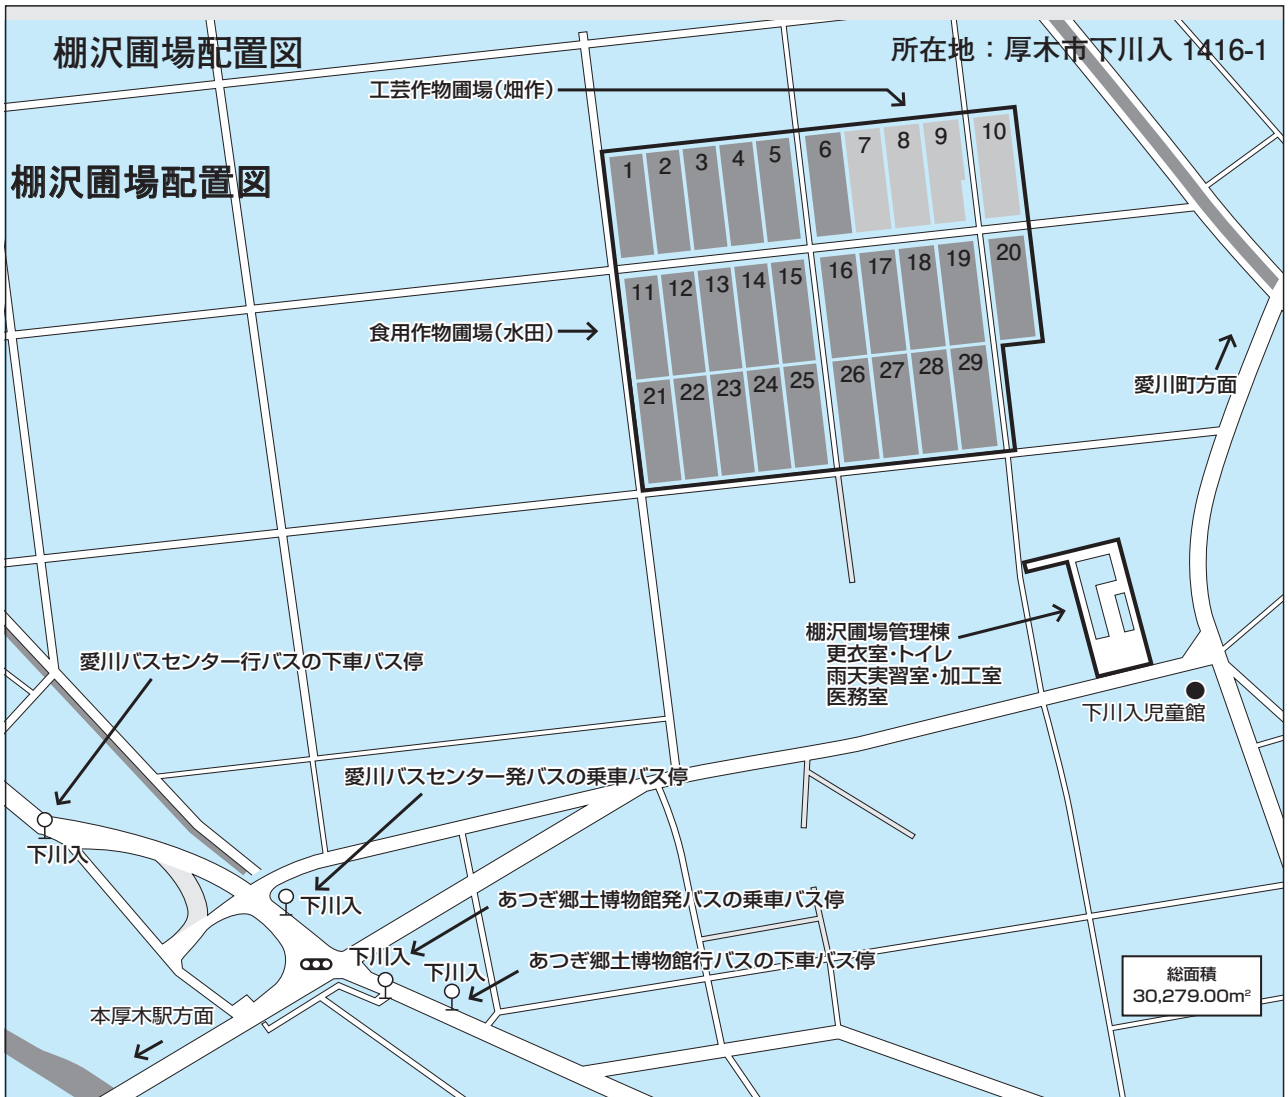 棚沢圃場配置図
所在地：厚木市下川入 1416-1
工芸作物圃場（畑作）
棚沢圃場配置図
1 2 3 4 5 6 7 8 9 10
11 12 13 14 15 16 17 18 19 20
食用作物圃場（水田）
21 22 23 24 25 26 27 28 29
愛川町方面
棚沢圃場管理棟
更衣室・トイレ
雨天実習室・加工室
医務室
下川入児童館
愛川バスセンター行バスの下車バス停
愛川バスセンター発バスの乗車バス停
下川入
下川入
あつぎ郷土博物館発バスの乗車バス停
下川入
下川入
あつぎ郷土博物館行バスの下車バス停
本厚木駅方面
総面積
30,279.00m²